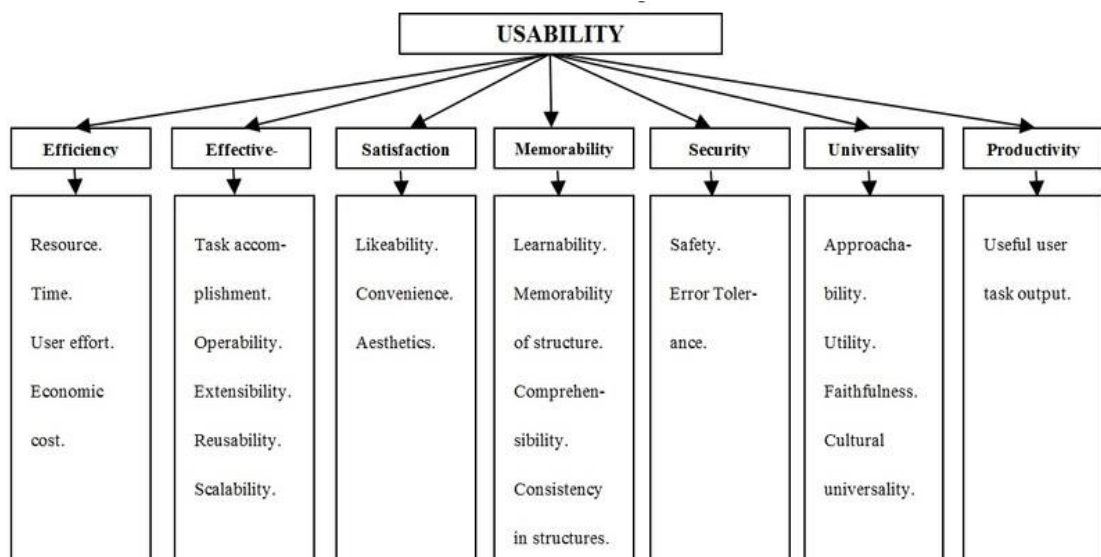 USABILITY
Efficiency
Effective-
Satisfaction
Memorability
Security
Universality
Productivity
Resource.
Time.
User effort.
Economic
cost.
Task accom-
plishment.
Operability.
Extensibility.
Reusability.
Scalability.
Likeability.
Convenience.
Aesthetics.
Learnability.
Memorability
of structure.
Comprehen-
sibility.
Consistency
in structures.
Safety.
Error Toler-
ance.
Approacha-
bility.
Utility.
Faithfulness.
Cultural
universality.
Useful user
task output.